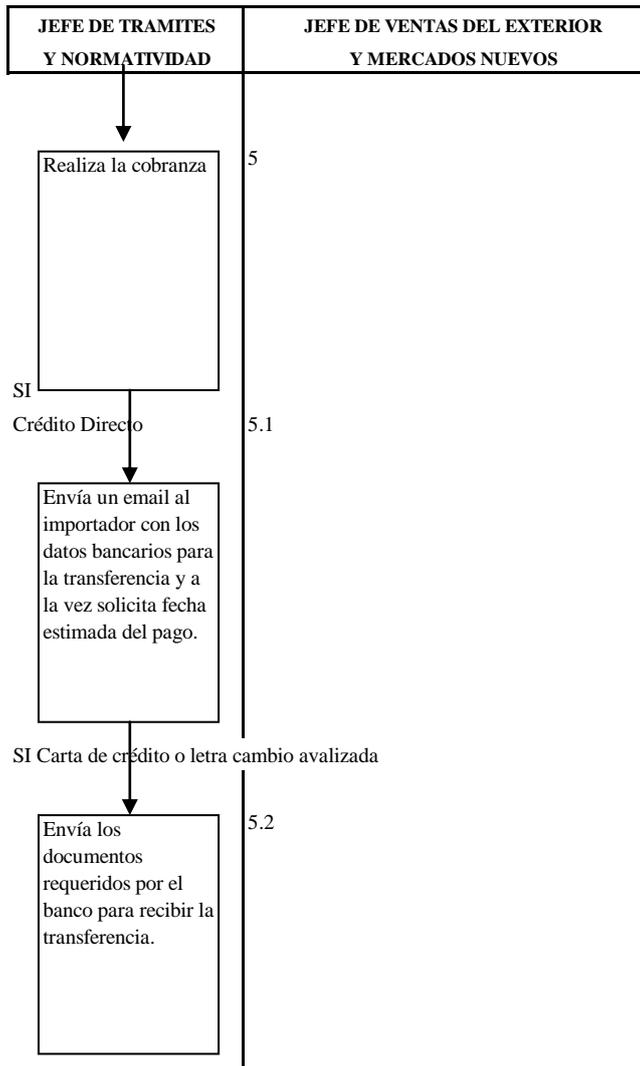 JEFE DE TRAMITES
Y NORMATIVIDAD
JEFE DE VENTAS DEL EXTERIOR
Y MERCADOS NUEVOS
Realiza la cobranza
5
SI
Crédito Directo
5.1
Envía un email al
importador con los
datos bancarios para
la transferencia y a
la vez solicita fecha
estimada del pago.
SI Carta de crédito o letra cambio avalizada
Envía los
documentos
requeridos por el
banco para recibir la
transferencia.
5.2